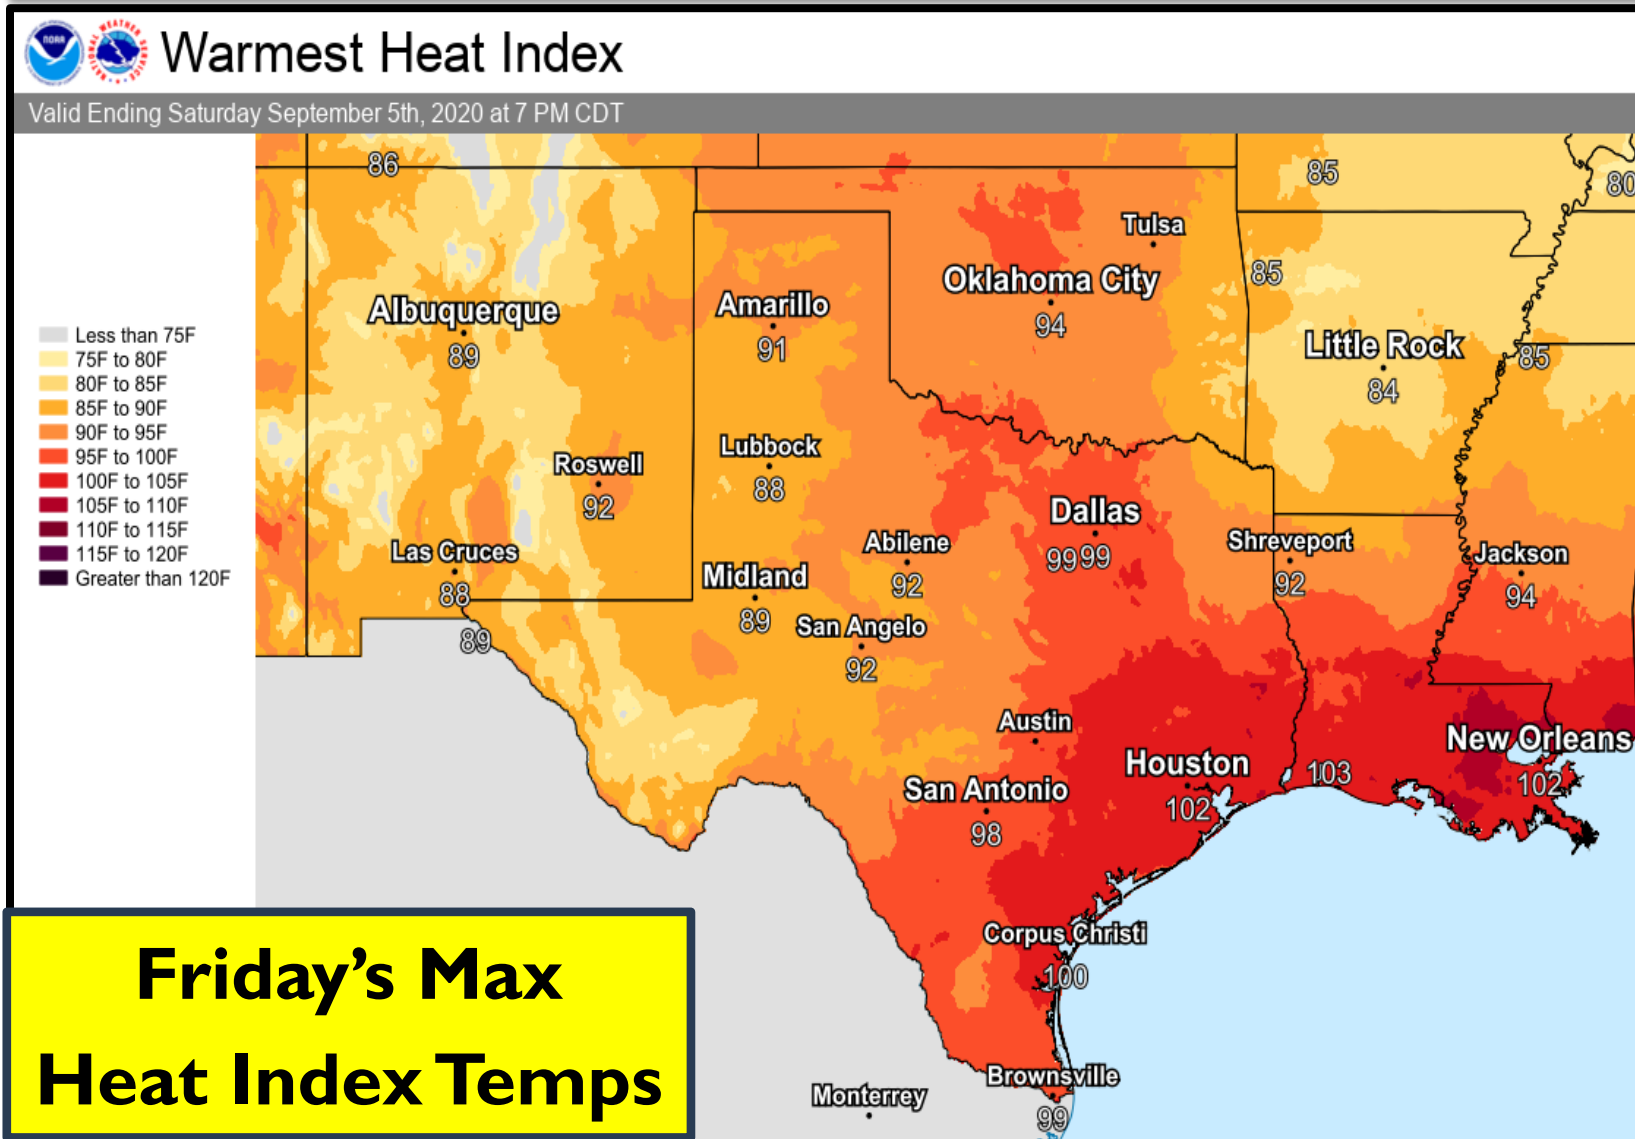 Warmest Heat Index
Valid Ending Saturday September 5th, 2020 at 7 PM CDT
Less than 75F
75F to 80F
80F to 85F
85F to 90F
90F to 95F
95F to 100F
100F to 105F
105F to 110F
110F to 115F
115F to 120F
Greater than 120F
86
85
80
Tulsa
Oklahoma City
94
85
Albuquerque
89
Amarillo
91
Little Rock
84
85
Lubbock
88
Roswell
92
Dallas
99 99
Abilene
92
Shreveport
92
Jackson
94
Las Cruces
88
89
Midland
89
San Angelo
92
Austin
Houston
102
103
New Orleans
102
San Antonio
98
Corpus Christi
100
Brownsville
99
Monterrey
Friday's Max
Heat Index Temps
NOAA